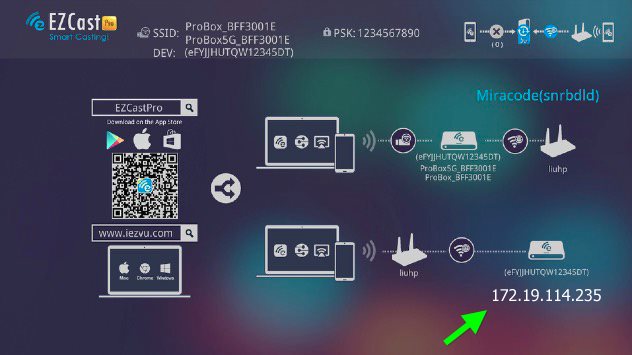 EZCast Pro
Smart Casting!
SSID: ProBox_BFF3001E
ProBox5G_BFF3001E
DEV: (eFYJJHUTQW12345DT)
PSK: 1234567890
(0)
Miracode(snrbdld)
EZCastPro
Download on the App Store
www.iezvu.com
Mac Chrome Windows
(eFYJJHUTQW12345DT)
ProBox5G_BFF3001E
ProBox_BFF3001E
liuhp
liuhp
(eFYJJHUTQW12345DT)
172.19.114.235